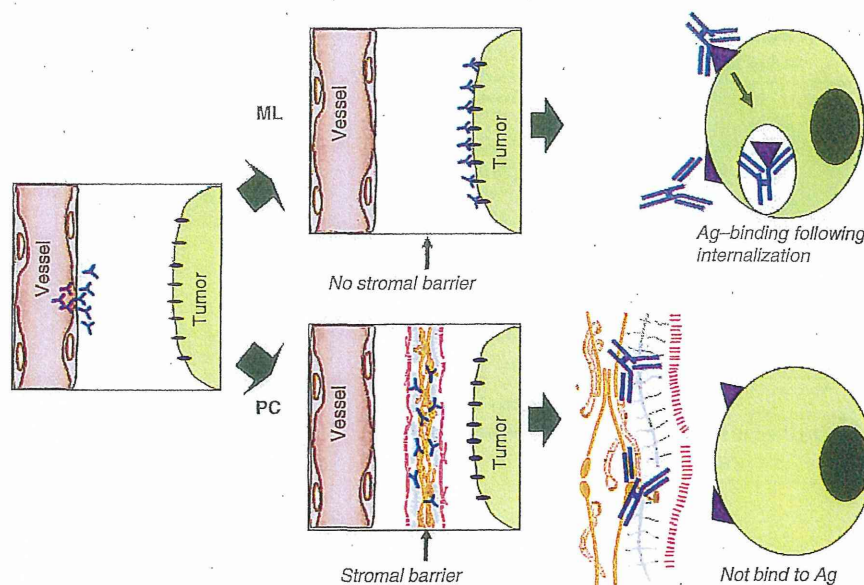 Vessel
Tumor
ML
Vessel
Tumor
No stromal barrier
Ag–binding following
internalization
PC
Vessel
Tumor
Stromal barrier
Not bind to Ag